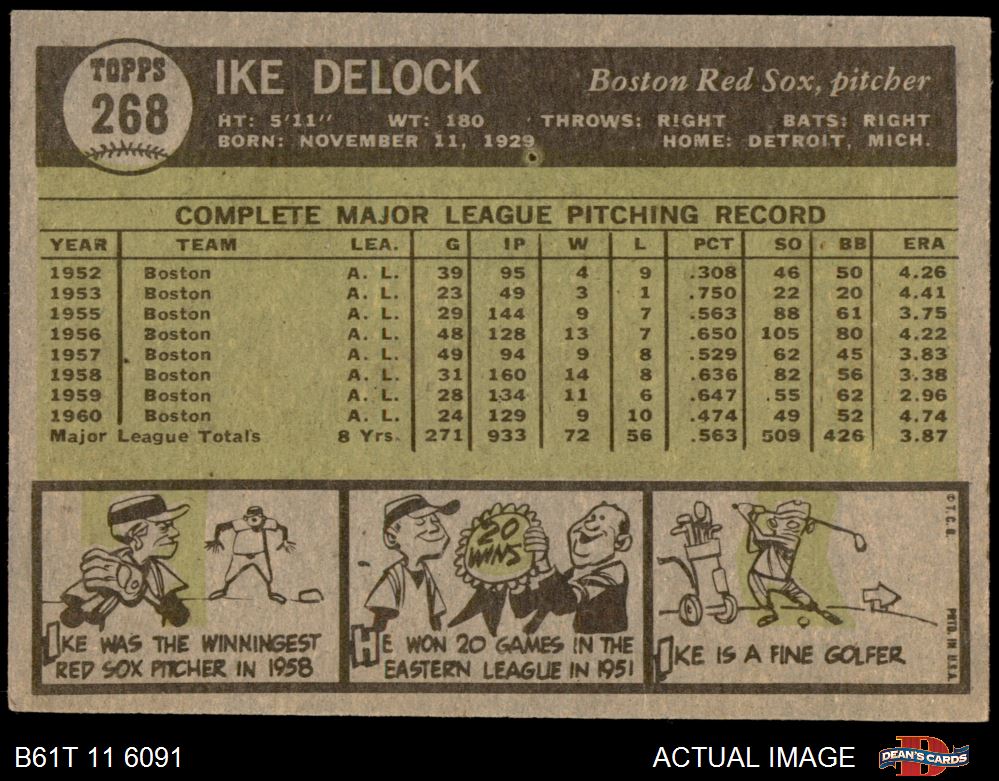 TOPPS
268
IKE DELOCK
Boston Red Sox, pitcher
HT: 5'11" WT: 180 THROWS: RIGHT BATS: RIGHT
BORN: NOVEMBER 11, 1929 HOME: DETROIT, MICH.
COMPLETE MAJOR LEAGUE PITCHING RECORD
YEAR TEAM LEA. G IP W L PCT SO BB ERA
1952 Boston A. L. 39 95 4 9 .308 46 50 4.26
1953 Boston A. L. 23 49 3 1 .750 22 20 4.41
1955 Boston A. L. 29 144 9 7 .563 88 61 3.75
1956 Boston A. L. 48 128 13 7 .650 105 80 4.22
1957 Boston A. L. 49 94 9 8 .529 62 45 3.83
1958 Boston A. L. 31 160 14 8 .636 82 56 3.38
1959 Boston A. L. 28 134 11 6 .647 55 62 2.96
1960 Boston A. L. 24 129 9 10 .474 49 52 4.74
Major League Totals 8 Yrs. 271 933 72 56 .563 509 426 3.87
IKE WAS THE WINNINGEST
RED SOX PITCHER IN 1958
20
WINS
HE WON 20 GAMES IN THE
EASTERN LEAGUE IN 1951
IKE IS A FINE GOLFER
© T. C. G.
PRTD. IN U.S.A.
B61T 11 6091
ACTUAL IMAGE
DEAN'S CARDS